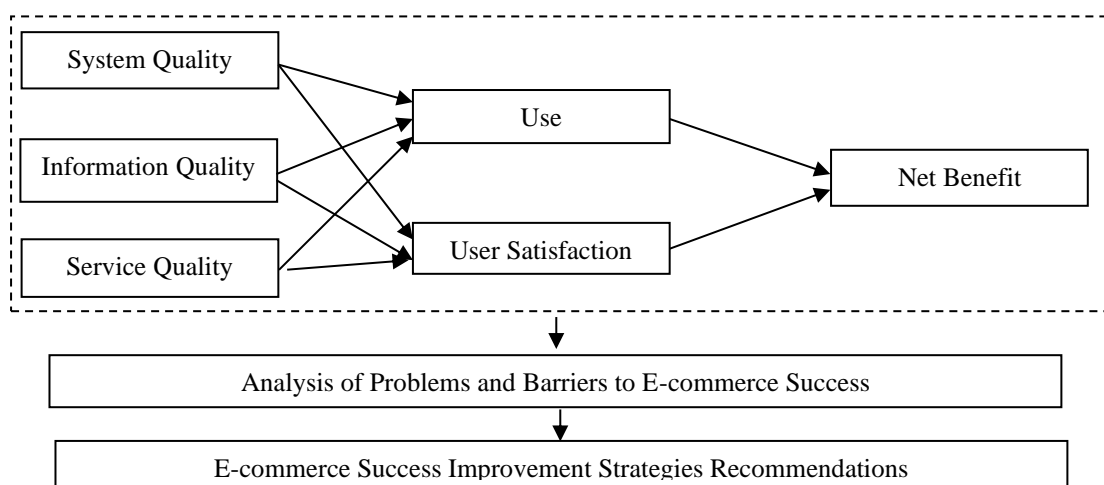 System Quality
Use
Information Quality
Net Benefit
Service Quality
User Satisfaction
Analysis of Problems and Barriers to E-commerce Success
E-commerce Success Improvement Strategies Recommendations